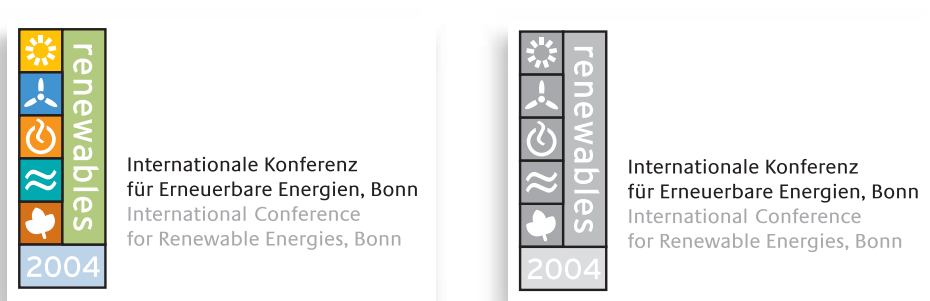 renewables
2004
Internationale Konferenz
für Erneuerbare Energien, Bonn
International Conference
for Renewable Energies, Bonn
renewables
2004
Internationale Konferenz
für Erneuerbare Energien, Bonn
International Conference
for Renewable Energies, Bonn